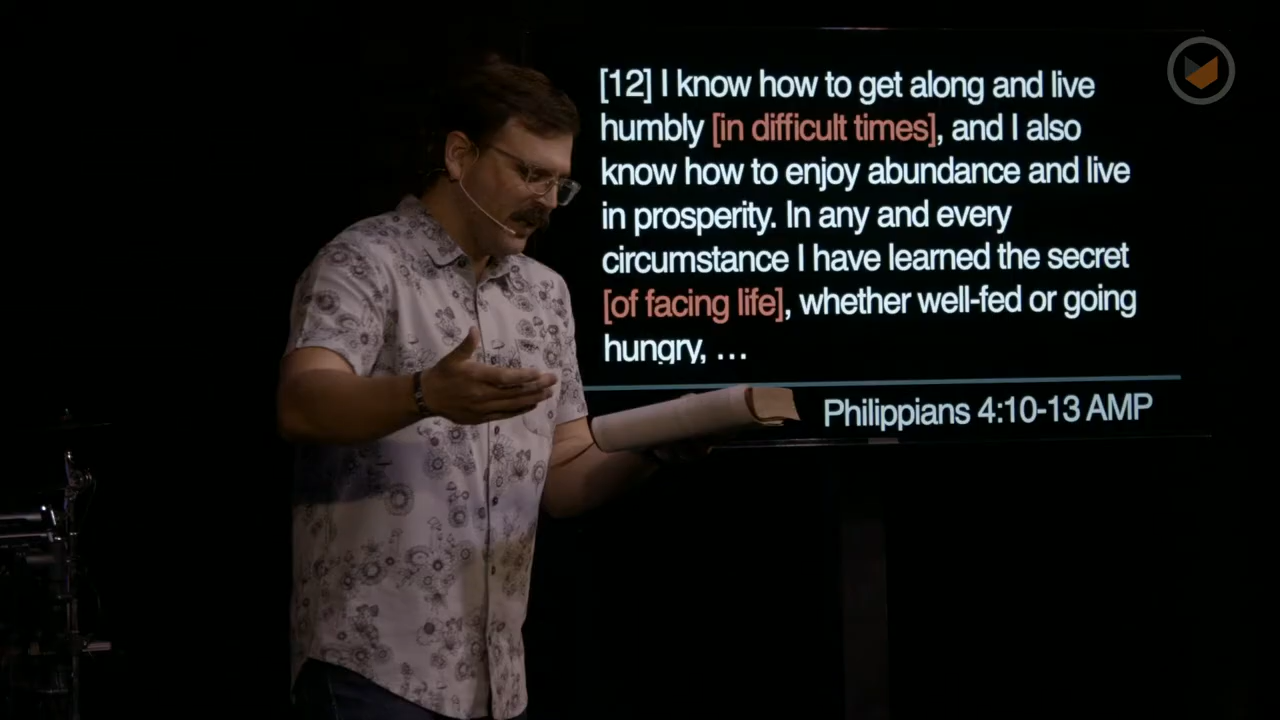 [12] I know how to get along and live
humbly [in difficult times], and I also
know how to enjoy abundance and live
in prosperity. In any and every
circumstance I have learned the secret
[of facing life], whether well-fed or going
hungry, …
Philippians 4:10-13 AMP